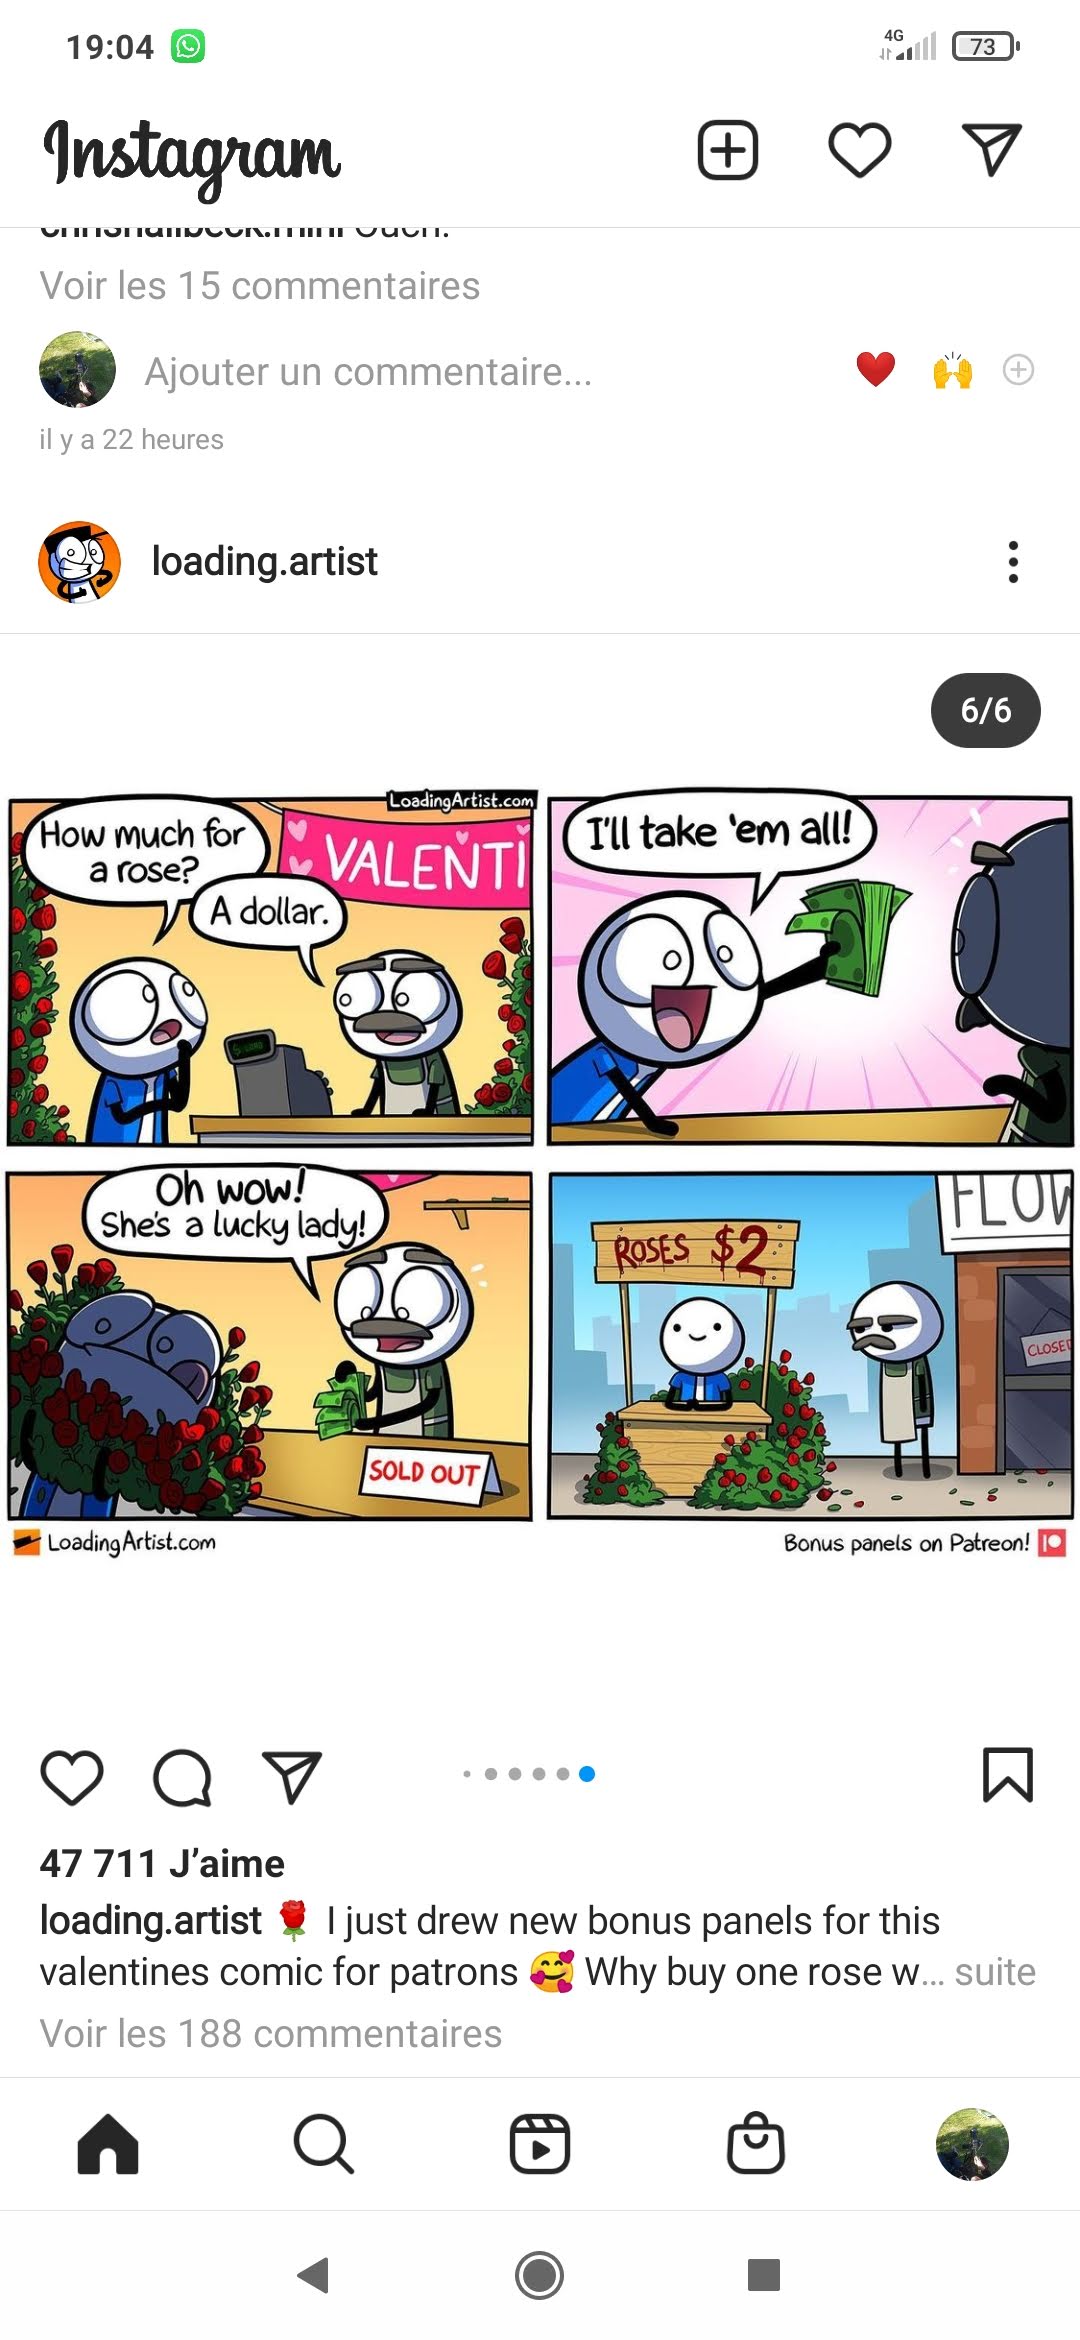 19:04
4G
73
Instagram
Voir les 15 commentaires
Ajouter un commentaire...
il y a 22 heures
loading.artist
6/6
LoadingArtist.com
How much for
a rose?
A dollar.
VALENTI
I'll take 'em all!
Oh wow!
She's a lucky lady!
SOLD OUT
ROSES $2
FLOW
CLOSED
LoadingArtist.com
Bonus panels on Patreon!
47 711 J’aime
loading.artist 🌹 I just drew new bonus panels for this
valentines comic for patrons 🥰 Why buy one rose w... suite
Voir les 188 commentaires